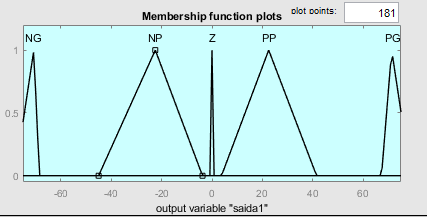 Membership function plots
plot points:
181
NG NP Z PP PG
1
0.5
0
-60 -40 -20 0 20 40 60
output variable "saida1"